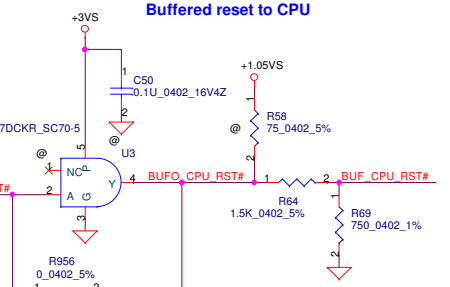 Buffered reset to CPU
+3VS
1
C50
0.1U_0402_16V4Z
2
+1.05VS
1
R58
75_0402_5%
@
2
7DCKR_SC70-5
@
U3
5
@
1
NC
P
BUFO_CPU_RST#
BUF_CPU_RST#
T#
2
A
G
Y
4
1
2
3
R64
1.5K_0402_5%
1
R69
750_0402_1%
2
R956
0_0402_5%
1
2